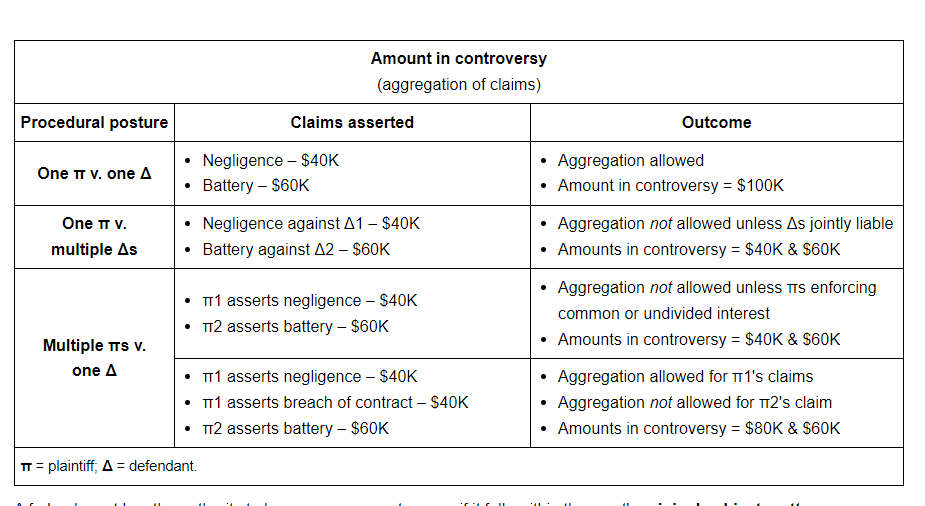 Amount in controversy
(aggregation of claims)
Procedural posture Claims asserted Outcome
One π v. one Δ
• Negligence – $40K
• Battery – $60K
• Aggregation allowed
• Amount in controversy = $100K
One π v.
multiple Δs
• Negligence against Δ1 – $40K
• Battery against Δ2 – $60K
• Aggregation not allowed unless Δs jointly liable
• Amounts in controversy = $40K & $60K
Multiple πs v.
one Δ
• π1 asserts negligence – $40K
• π2 asserts battery – $60K
• Aggregation not allowed unless πs enforcing
common or undivided interest
• Amounts in controversy = $40K & $60K
• π1 asserts negligence – $40K
• π1 asserts breach of contract – $40K
• π2 asserts battery – $60K
• Aggregation allowed for π1's claims
• Aggregation not allowed for π2's claim
• Amounts in controversy = $80K & $60K
π = plaintiff; Δ = defendant.